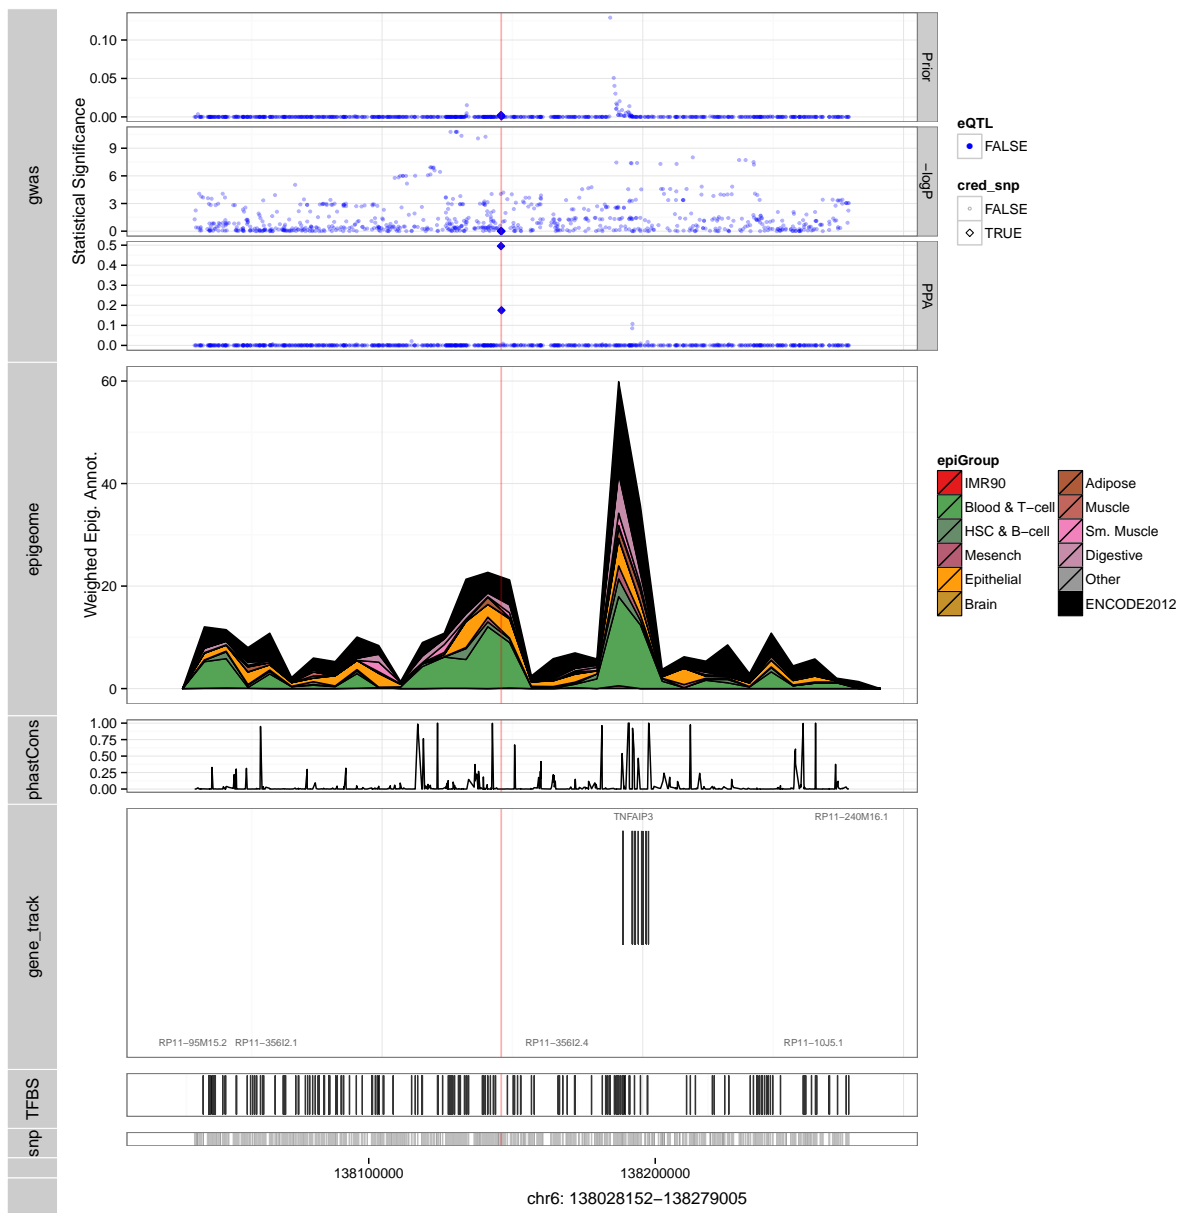 gwas
Statistical Significance
0.10
0.05
0.00
Prior
9
6
3
0
−logP
0.5
0.4
0.3
0.2
0.1
0.0
PPA
eQTL
FALSE
cred_snp
FALSE
TRUE
epigeome
Weighted Epig. Annot.
60
40
20
0
epiGroup
IMR90
Blood & T−cell
HSC & B−cell
Mesench
Epithelial
Brain
Adipose
Muscle
Sm. Muscle
Digestive
Other
ENCODE2012
phastCons
1.00
0.75
0.50
0.25
0.00
gene_track
TNFAIP3
RP11−240M16.1
RP11−95M15.2
RP11−356I2.1
RP11−356I2.4
RP11−10J5.1
TFBS
snp
138100000
138200000
chr6: 138028152−138279005